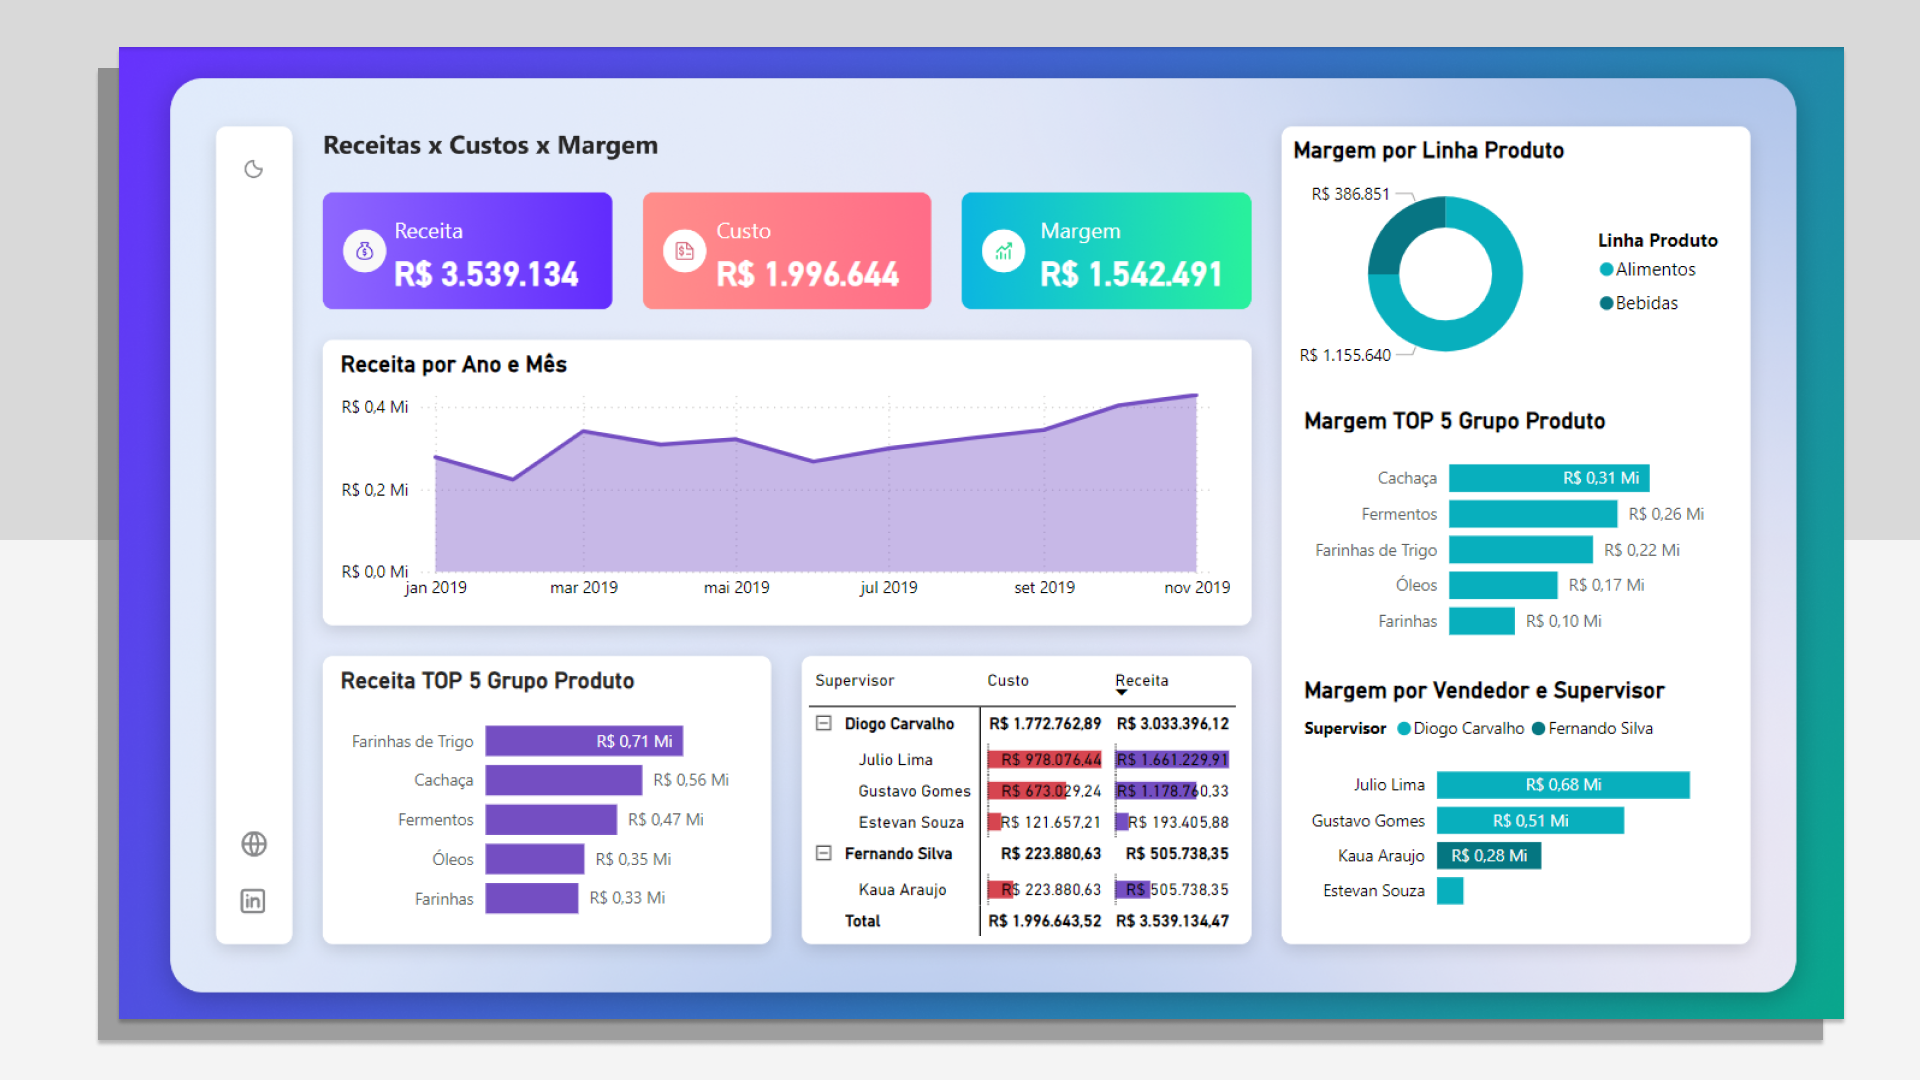 Receitas x Custos x Margem
Receita
R$ 3.539.134
Custo
R$ 1.996.644
Margem
R$ 1.542.491
Receita por Ano e Mês
R$ 0,4 Mi
R$ 0,2 Mi
R$ 0,0 Mi
jan 2019 mar 2019 mai 2019 jul 2019 set 2019 nov 2019
Receita TOP 5 Grupo Produto
Farinhas de Trigo R$ 0,71 Mi
Cachaça R$ 0,56 Mi
Fermentos R$ 0,47 Mi
Óleos R$ 0,35 Mi
Farinhas R$ 0,33 Mi
Supervisor Custo Receita
Diogo Carvalho R$ 1.772.762,89 R$ 3.033.396,12
Julio Lima R$ 978.076,44 R$ 1.661.229,91
Gustavo Gomes R$ 673.029,24 R$ 1.178.760,33
Estevan Souza R$ 121.657,21 R$ 193.405,88
Fernando Silva R$ 223.880,63 R$ 505.738,35
Kaua Araujo R$ 223.880,63 R$ 505.738,35
Total R$ 1.996.643,52 R$ 3.539.134,47
Margem por Linha Produto
R$ 386.851
R$ 1.155.640
Linha Produto
Alimentos
Bebidas
Margem TOP 5 Grupo Produto
Cachaça R$ 0,31 Mi
Fermentos R$ 0,26 Mi
Farinhas de Trigo R$ 0,22 Mi
Óleos R$ 0,17 Mi
Farinhas R$ 0,10 Mi
Margem por Vendedor e Supervisor
Supervisor Diogo Carvalho Fernando Silva
Julio Lima R$ 0,68 Mi
Gustavo Gomes R$ 0,51 Mi
Kaua Araujo R$ 0,28 Mi
Estevan Souza
in